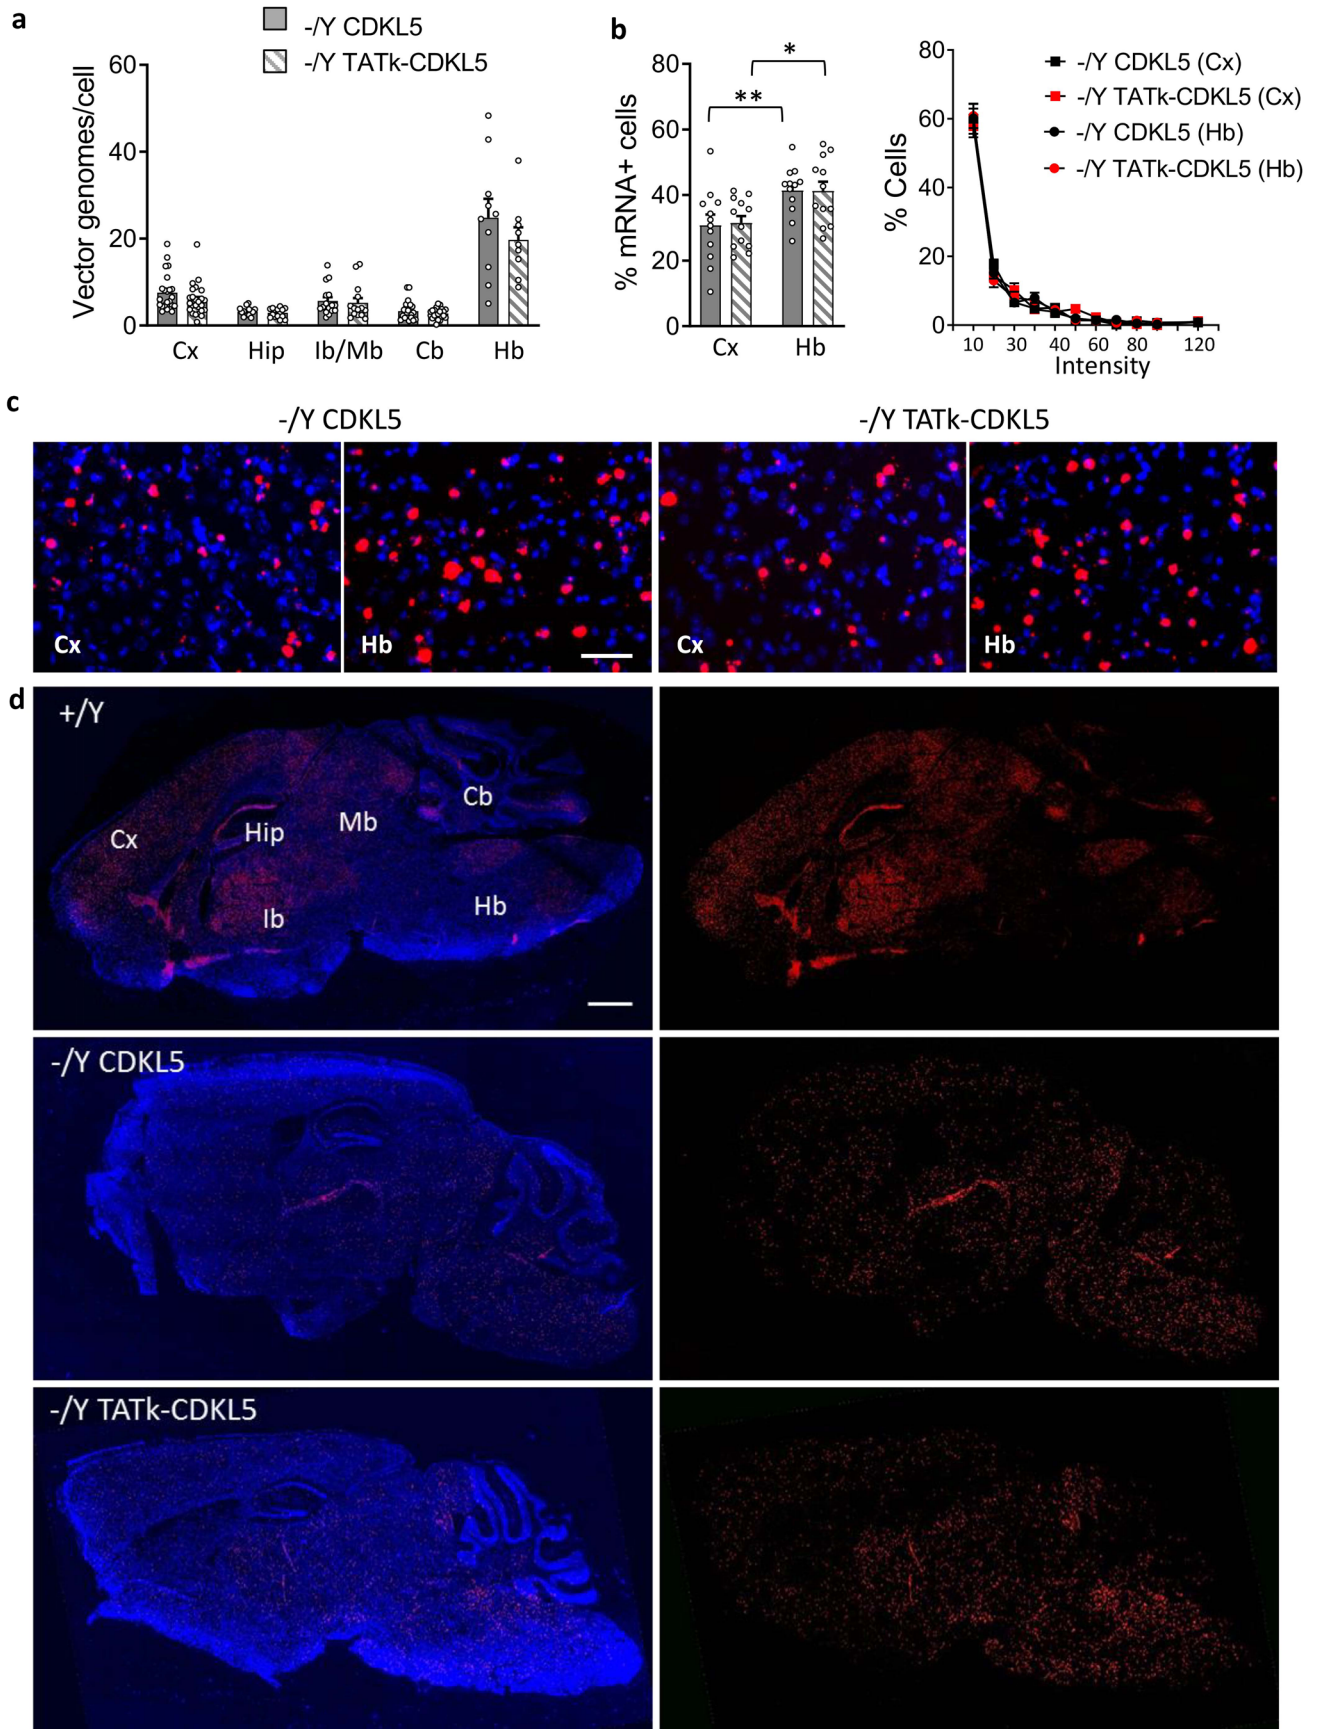 a
-/Y CDKL5
-/Y TATk-CDKL5
Vector genomes/cell
60
40
20
0
Cx Hip Ib/Mb Cb Hb
b
**
*
% mRNA+ cells
80
60
40
20
0
Cx Hb
-/Y CDKL5 (Cx)
-/Y TATk-CDKL5 (Cx)
-/Y CDKL5 (Hb)
-/Y TATk-CDKL5 (Hb)
% Cells
80
60
40
20
0
10 30 40 60 80 120
Intensity
c
-/Y CDKL5 -/Y TATk-CDKL5
Cx Hb Cx Hb
d
+/Y
Cx Hip Mb Cb
Ib Hb
-/Y CDKL5
-/Y TATk-CDKL5